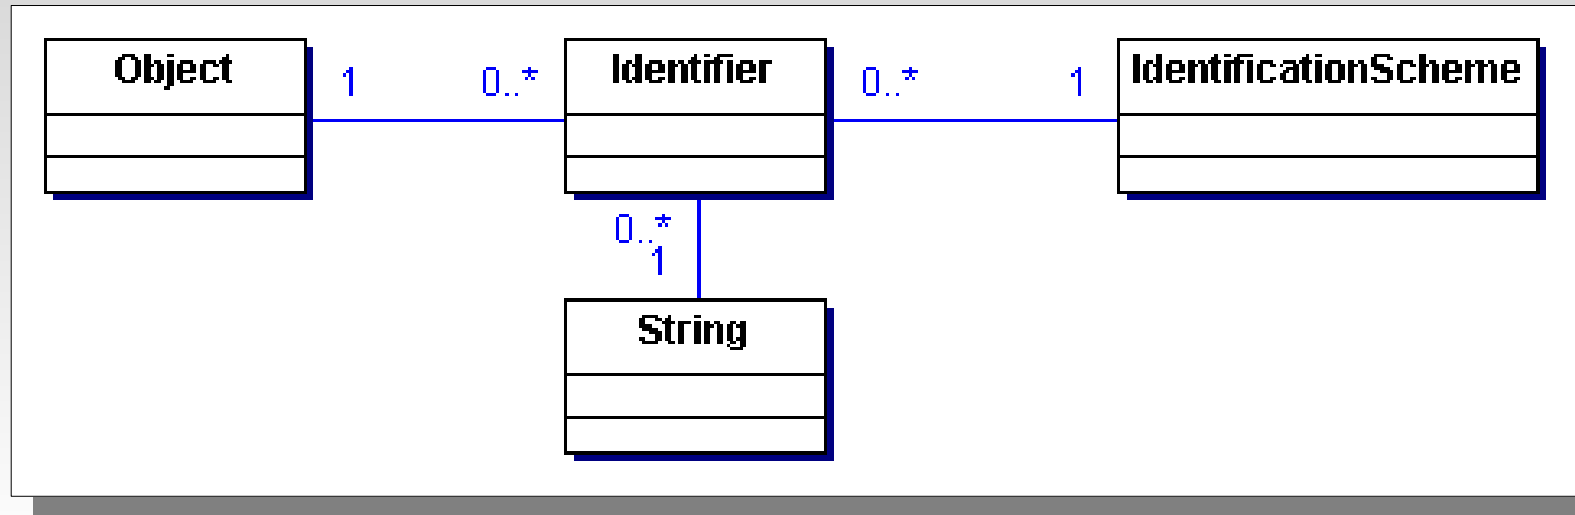 Object
1
0..*
Identifier
0..*
1
IdentificationScheme
0..*
1
String